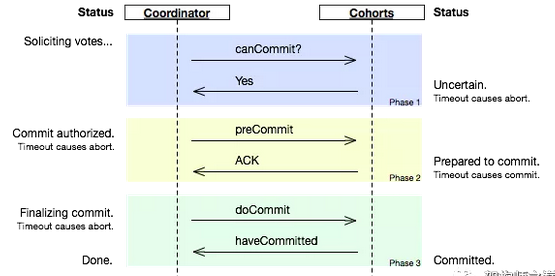 Status
Coordinator
Cohorts
Status
Soliciting votes...
canCommit?
Yes
Phase 1
Uncertain.
Timeout causes abort.
Commit authorized.
Timeout causes abort.
preCommit
ACK
Phase 2
Prepared to commit.
Timeout causes commit.
Finalizing commit.
Timeout causes abort.
doCommit
haveCommitted
Phase 3
Done.
Committed.